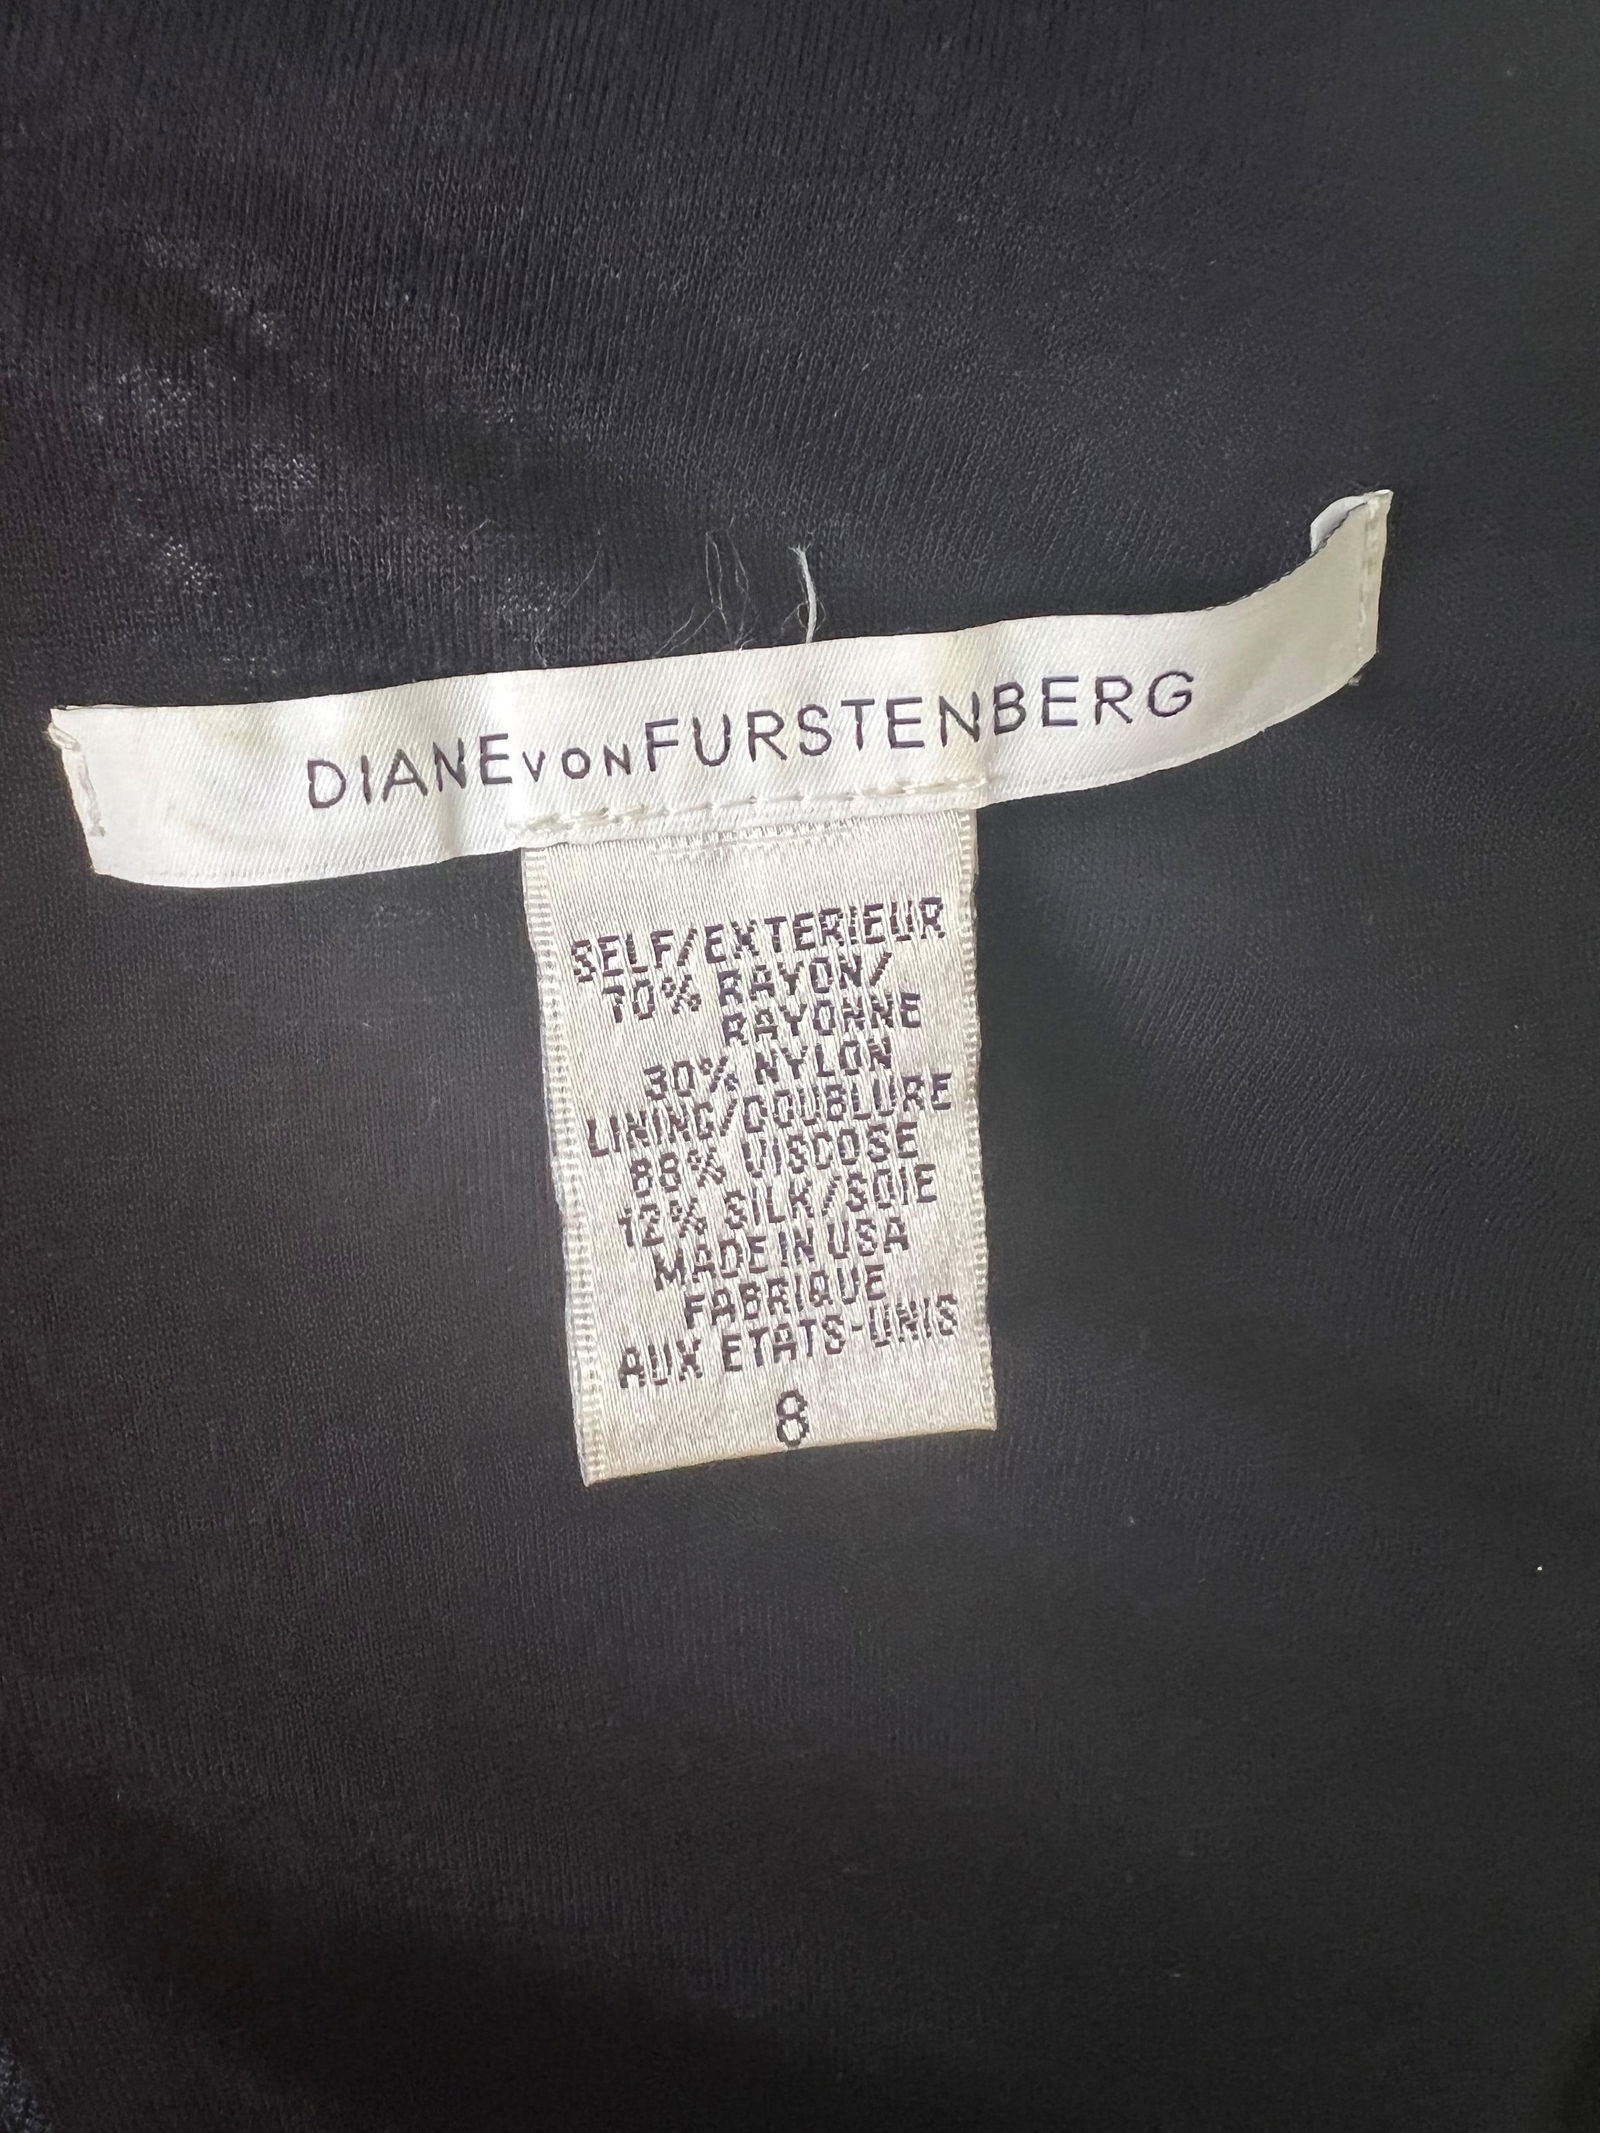 DIANE VON FURSTENBERG
SELF/EXTERIEUR
70% RAYON/
RAYONNE
30% NYLON
LINING/DOUBLURE
88% VISCOSE
12% SILK/SOIE
MADE IN USA
FABRIQUE
AUX ETATS-UNIS
8